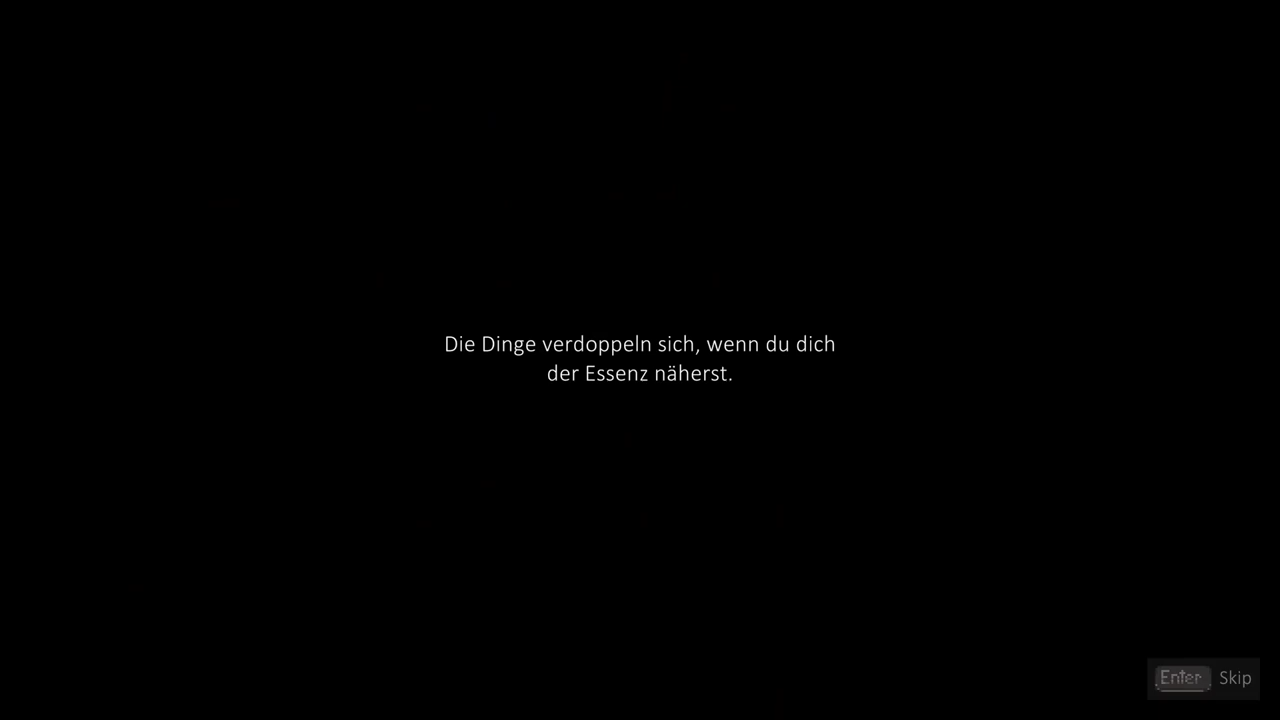 Die Dinge verdoppeln sich, wenn du dich
der Essenz näherst.
Enter Skip